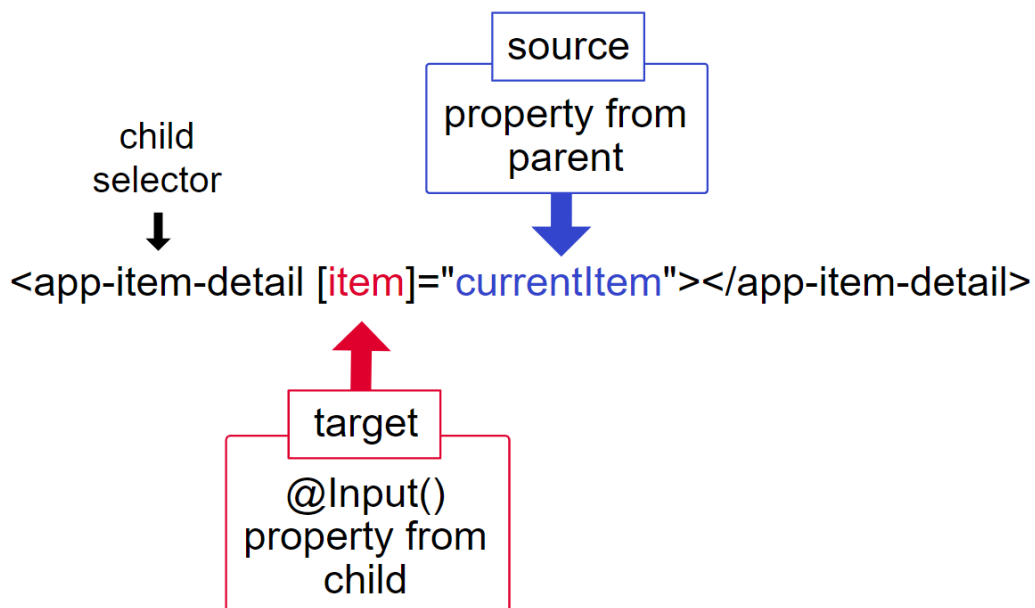 source
property from
parent
child
selector
<app-item-detail [item]="currentItem"></app-item-detail>
target
@Input()
property from
child